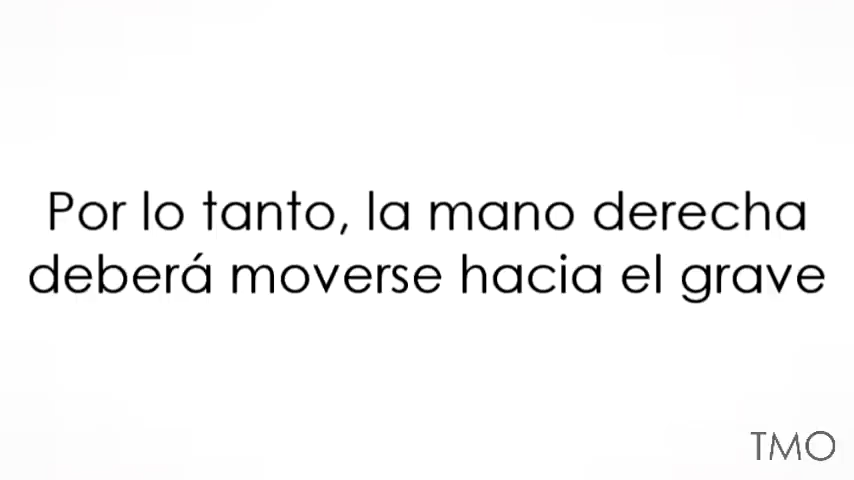 Por lo tanto, la mano derecha
deberá moverse hacia el grave
TMO